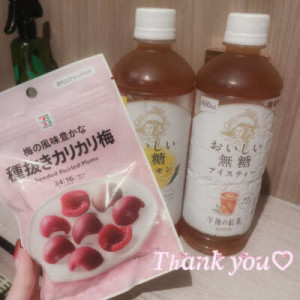 梅の風味豊かな
種抜きカリカリ梅
Seeded Pickled Plums
おいしい
無糖
おいしい
無糖
アイスティー
午後の紅茶
Thank you♡